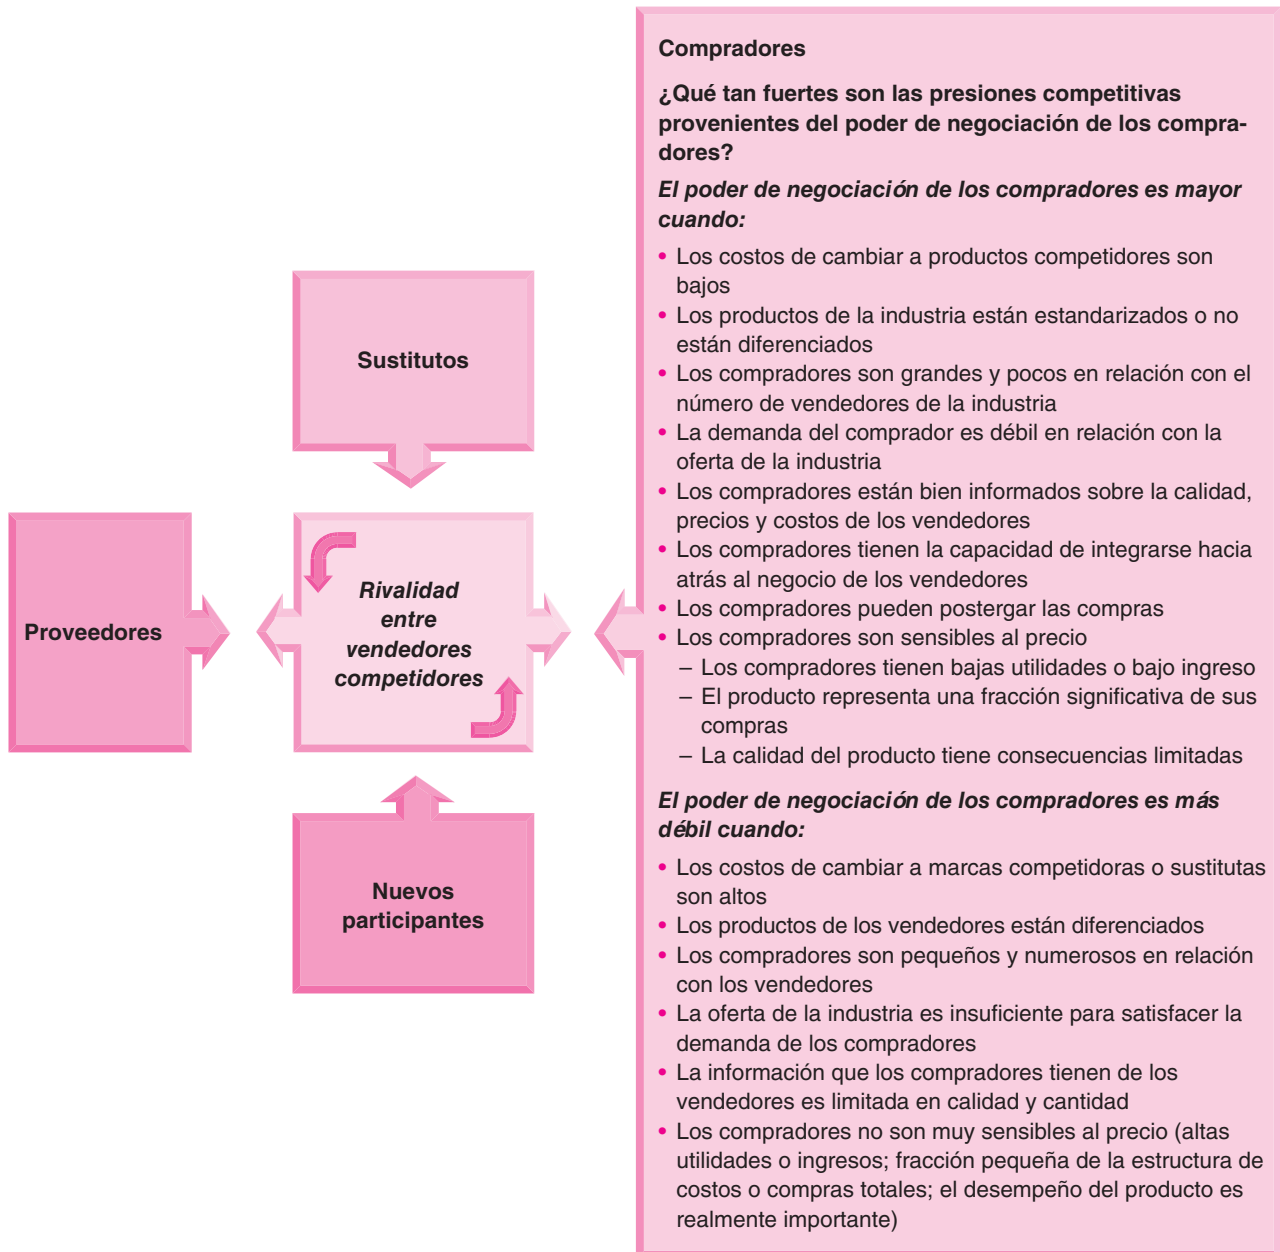 Sustitutos
Proveedores
Rivalidad
entre
vendedores
competidores
Nuevos
participantes
Compradores
¿Qué tan fuertes son las presiones competitivas
provenientes del poder de negociación de los compra-
dores?
El poder de negociación de los compradores es mayor
cuando:
• Los costos de cambiar a productos competidores son
bajos
• Los productos de la industria están estandarizados o no
están diferenciados
• Los compradores son grandes y pocos en relación con el
número de vendedores de la industria
• La demanda del comprador es débil en relación con la
oferta de la industria
• Los compradores están bien informados sobre la calidad,
precios y costos de los vendedores
• Los compradores tienen la capacidad de integrarse hacia
atrás al negocio de los vendedores
• Los compradores pueden postergar las compras
• Los compradores son sensibles al precio
– Los compradores tienen bajas utilidades o bajo ingreso
– El producto representa una fracción significativa de sus
compras
– La calidad del producto tiene consecuencias limitadas
El poder de negociación de los compradores es más
débil cuando:
• Los costos de cambiar a marcas competidoras o sustitutas
son altos
• Los productos de los vendedores están diferenciados
• Los compradores son pequeños y numerosos en relación
con los vendedores
• La oferta de la industria es insuficiente para satisfacer la
demanda de los compradores
• La información que los compradores tienen de los
vendedores es limitada en calidad y cantidad
• Los compradores no son muy sensibles al precio (altas
utilidades o ingresos; fracción pequeña de la estructura de
costos o compras totales; el desempeño del producto es
realmente importante)